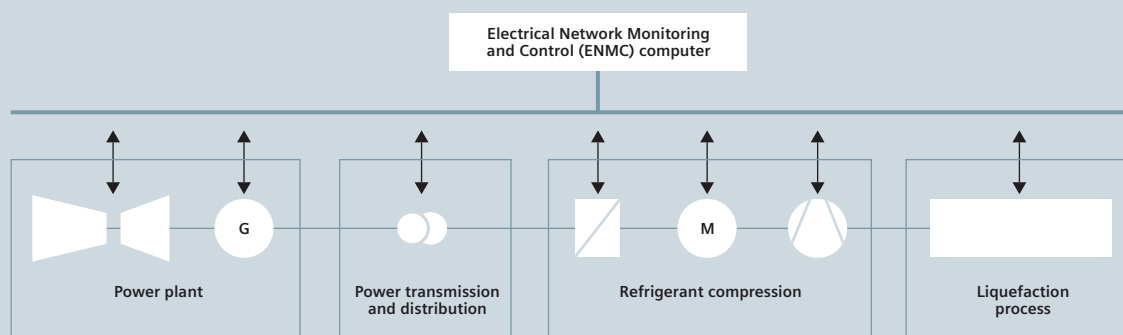 Electrical Network Monitoring
and Control (ENMC) computer
G
M
Power plant
Power transmission
and distribution
Refrigerant compression
Liquefaction
process